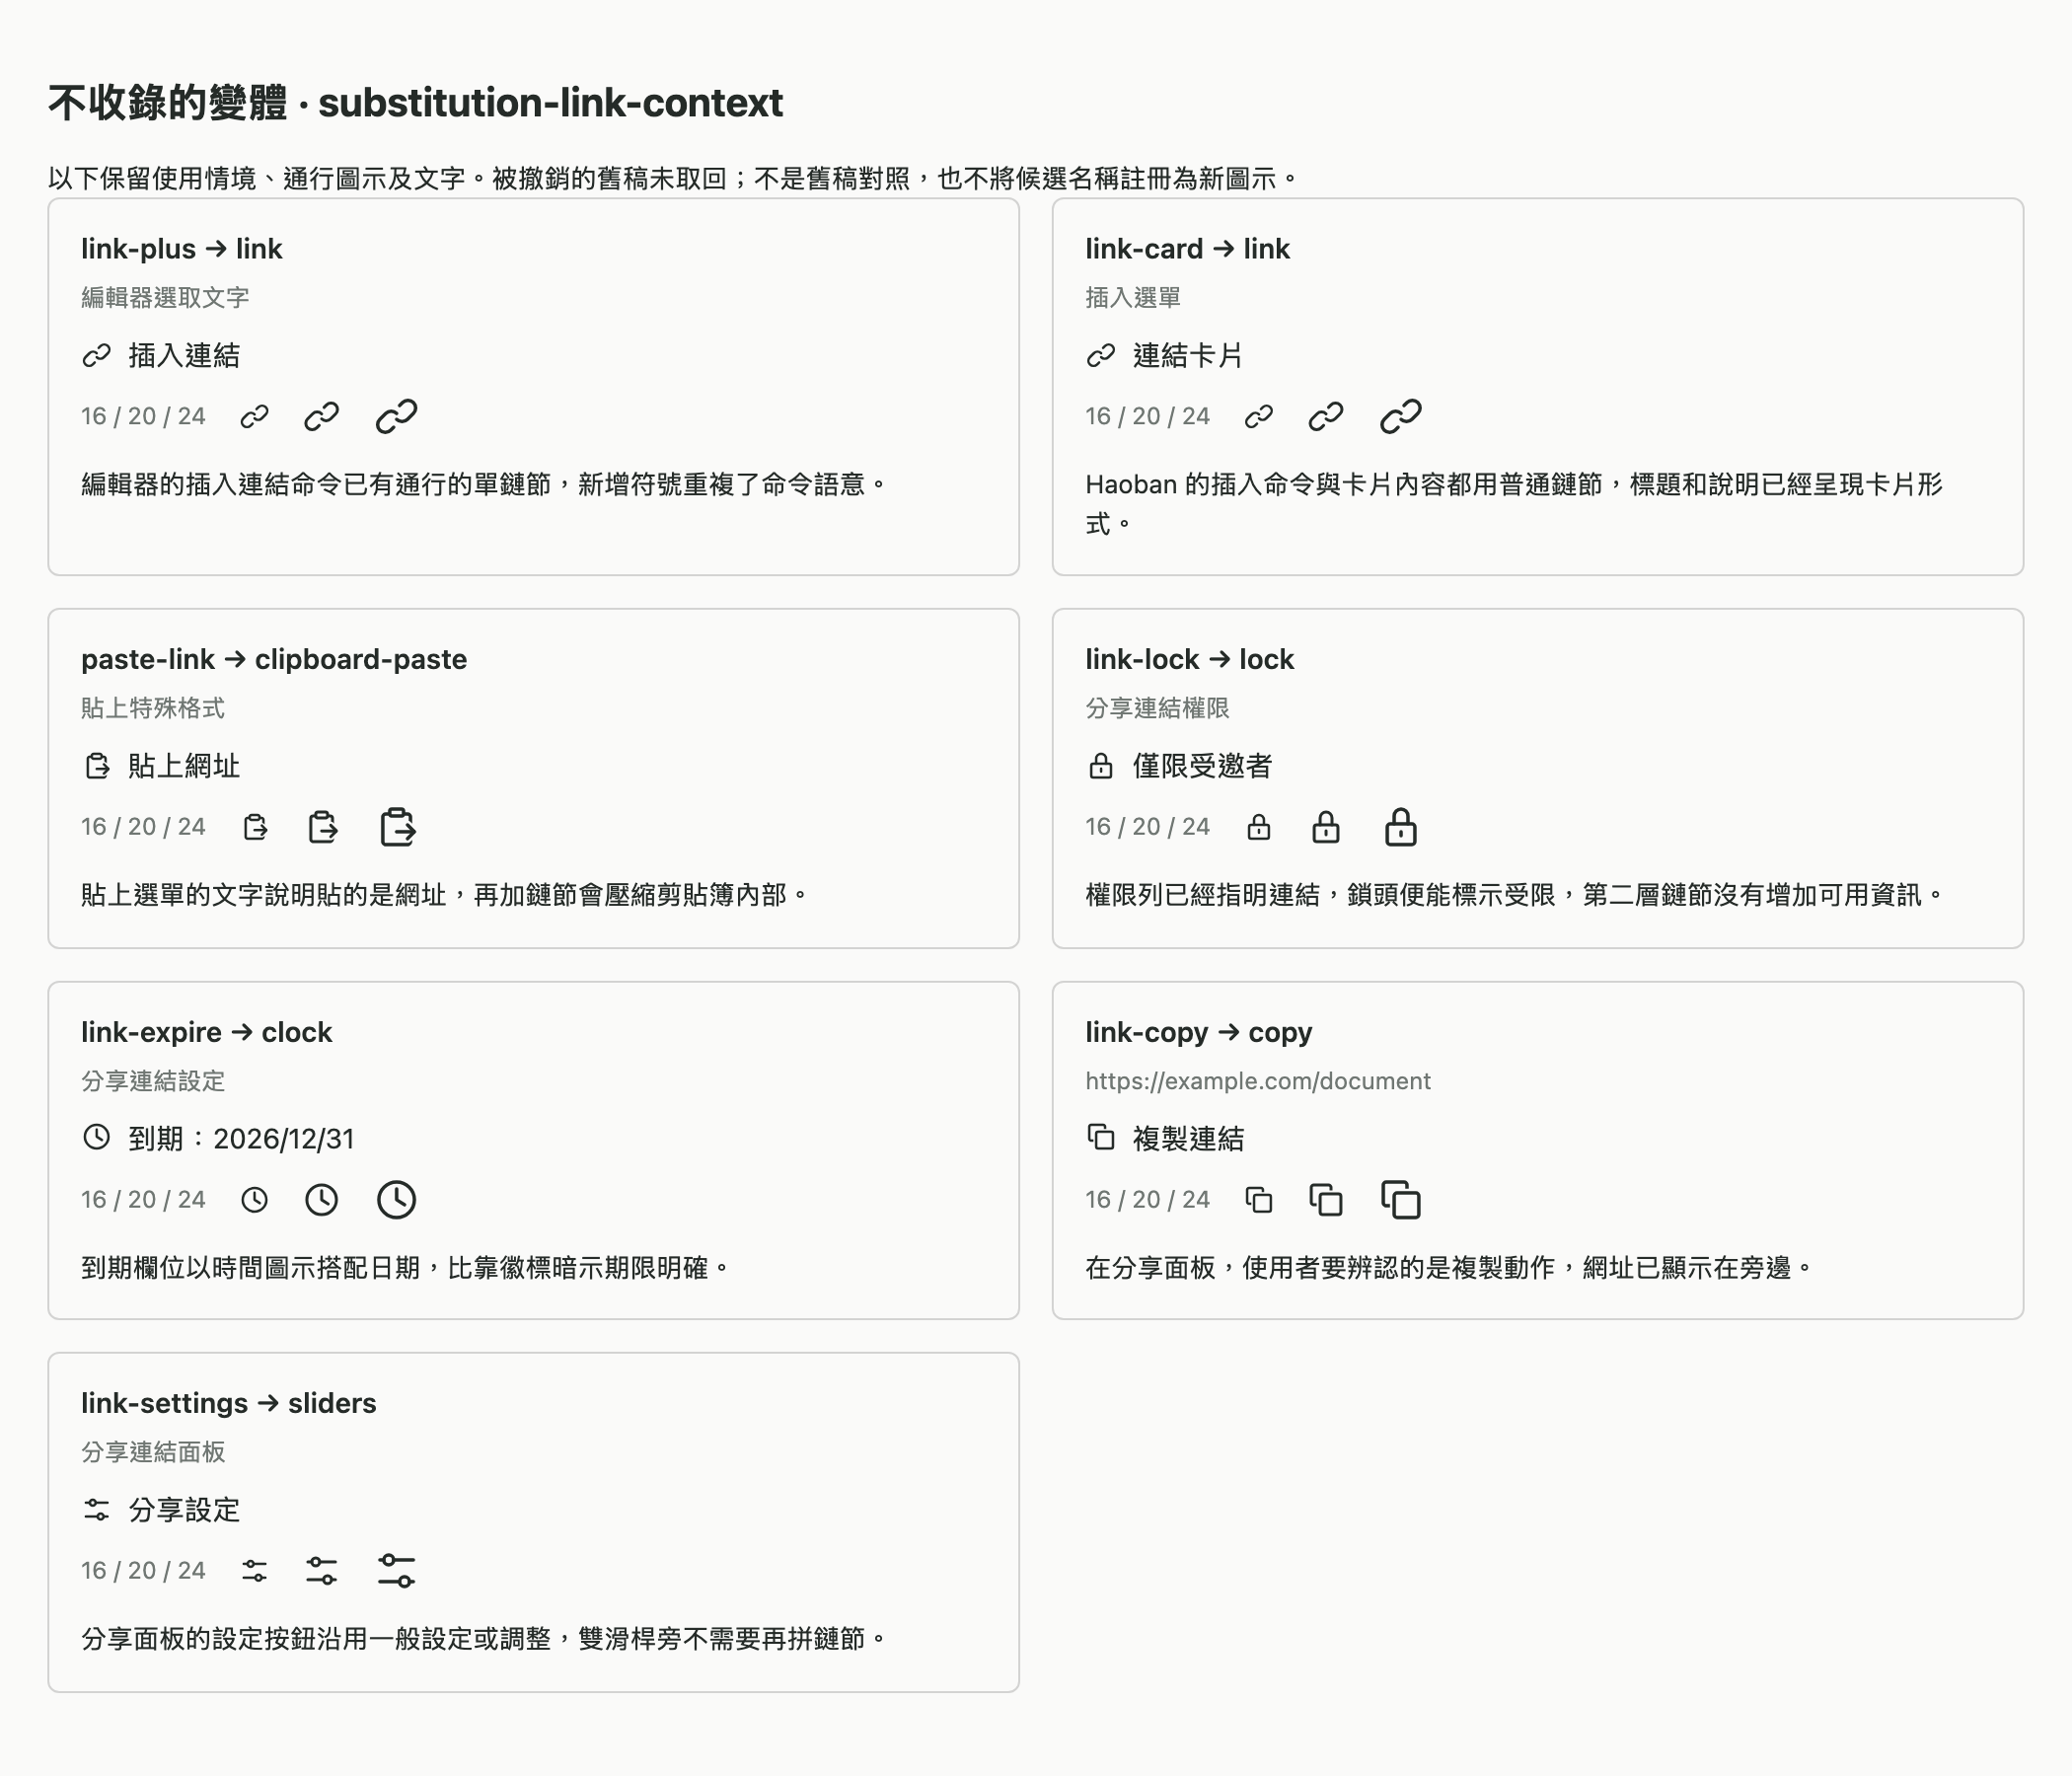 不收錄的變體 · substitution-link-context
以下保留使用情境、通行圖示及文字。被撤銷的舊稿未取回；不是舊稿對照，也不將候選名稱註冊為新圖示。
link-plus → link
編輯器選取文字
插入連結
16 / 20 / 24
編輯器的插入連結命令已有通行的單鏈節，新增符號重複了命令語意。
link-card → link
插入選單
連結卡片
16 / 20 / 24
Haoban 的插入命令與卡片內容都用普通鏈節，標題和說明已經呈現卡片形
式。
paste-link → clipboard-paste
貼上特殊格式
貼上網址
16 / 20 / 24
貼上選單的文字說明貼的是網址，再加鏈節會壓縮剪貼簿內部。
link-lock → lock
分享連結權限
僅限受邀者
16 / 20 / 24
權限列已經指明連結，鎖頭便能標示受限，第二層鏈節沒有增加可用資訊。
link-expire → clock
分享連結設定
到期：2026/12/31
16 / 20 / 24
到期欄位以時間圖示搭配日期，比靠徽標暗示期限明確。
link-copy → copy
https://example.com/document
複製連結
16 / 20 / 24
在分享面板，使用者要辨認的是複製動作，網址已顯示在旁邊。
link-settings → sliders
分享連結面板
分享設定
16 / 20 / 24
分享面板的設定按鈕沿用一般設定或調整，雙滑桿旁不需要再拼鏈節。